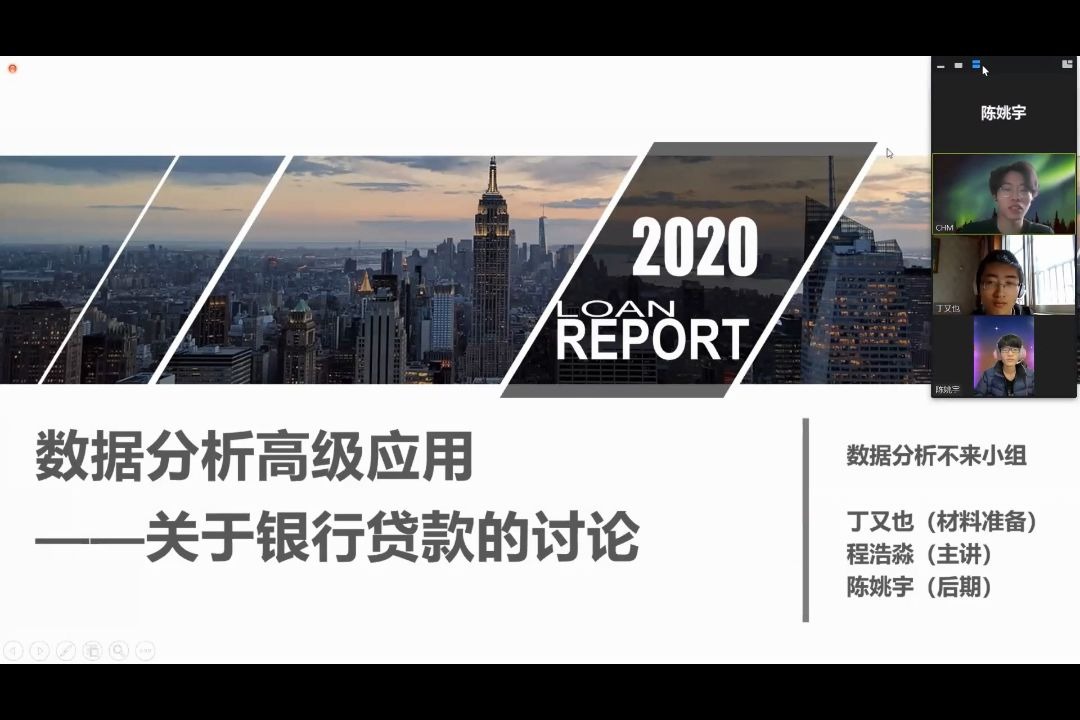 陈姚宇
CHM
丁又也
陈姚宇
2020
LOAN
REPORT
数据分析高级应用
——关于银行贷款的讨论
数据分析不来小组
丁又也（材料准备）
程浩淼（主讲）
陈姚宇（后期）